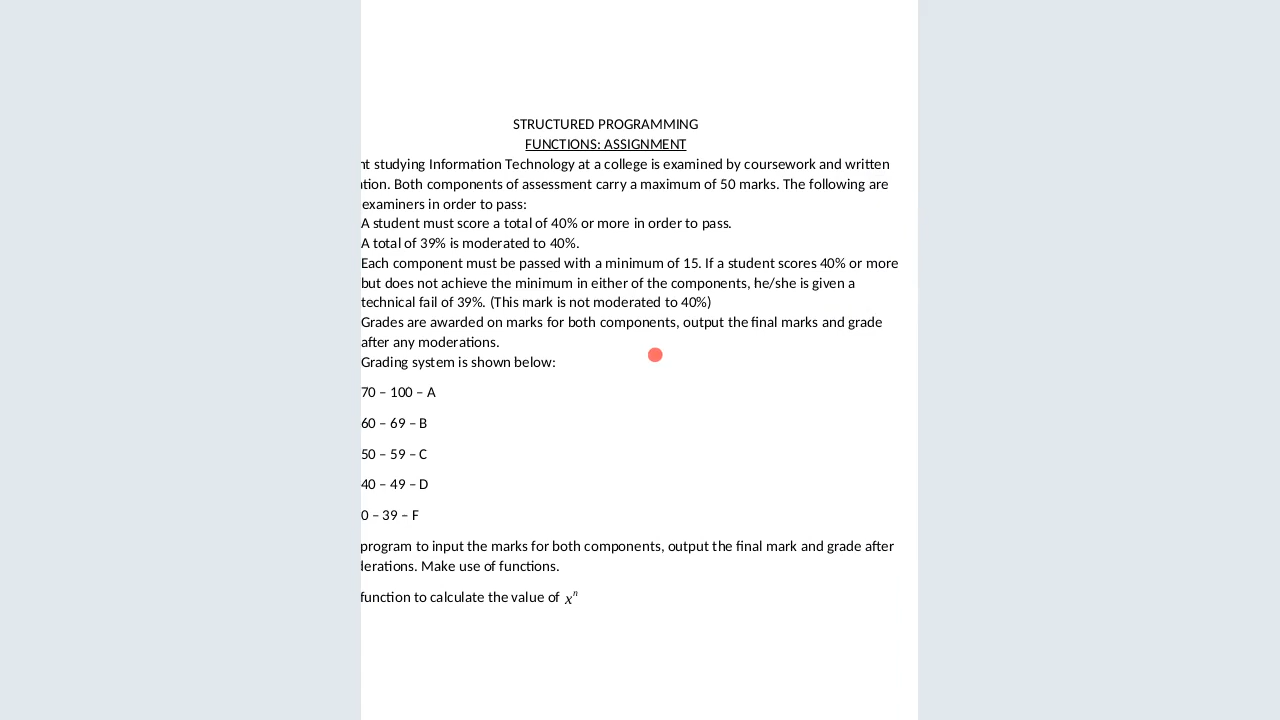 STRUCTURED PROGRAMMING
FUNCTIONS: ASSIGNMENT
studying Information Technology at a college is examined by coursework and written
Both components of assessment carry a maximum of 50 marks. The following are
examiners in order to pass:
A student must score a total of 40% or more in order to pass.
A total of 39% is moderated to 40%.
Each component must be passed with a minimum of 15. If a student scores 40% or more
but does not achieve the minimum in either of the components, he/she is given a
technical fail of 39%. (This mark is not moderated to 40%)
Grades are awarded on marks for both components, output the final marks and grade
after any moderations.
Grading system is shown below:
70 – 100 – A
60 – 69 – B
50 – 59 – C
40 – 49 – D
0 – 39 – F
program to input the marks for both components, output the final mark and grade after
Make use of functions.
function to calculate the value of xⁿ